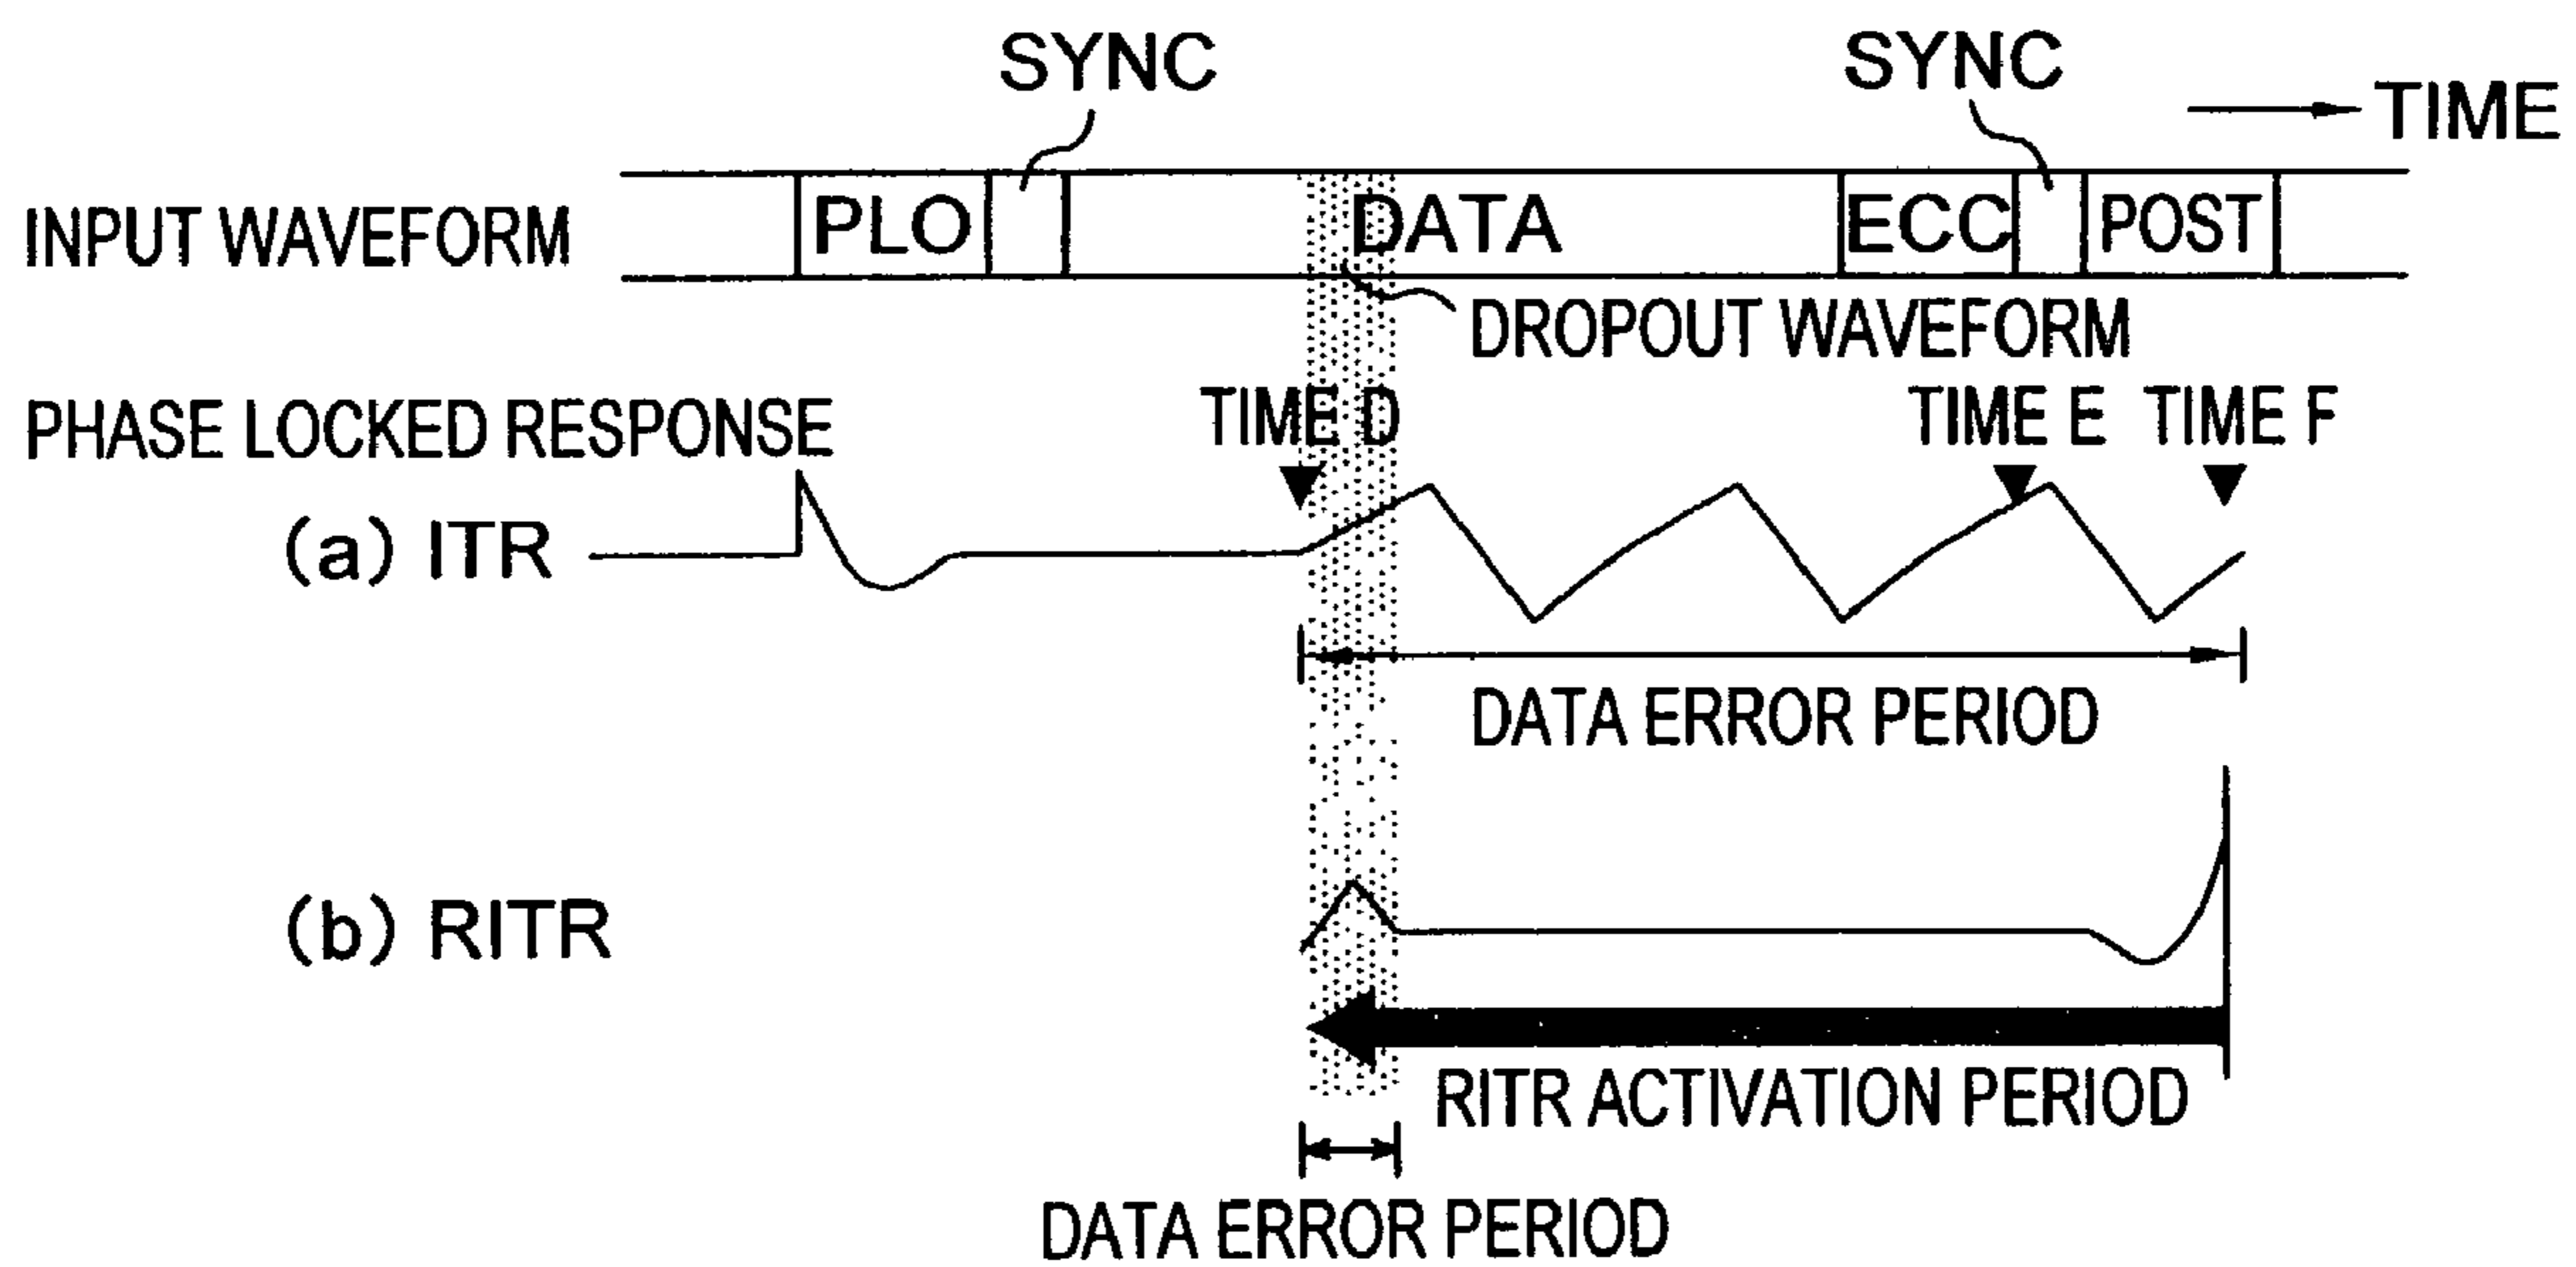 SYNC SYNC
TIME
INPUT WAVEFORM PLO DATA ECC POST
DROPOUT WAVEFORM
PHASE LOCKED RESPONSE TIME D TIME E TIME F
(a) ITR
DATA ERROR PERIOD
(b) RITR
RITR ACTIVATION PERIOD
DATA ERROR PERIOD